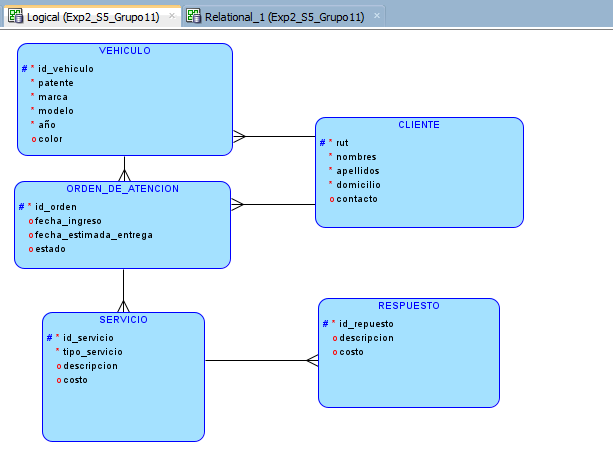 Logical (Exp2_S5_Grupo11)
Relational_1 (Exp2_S5_Grupo11)
VEHICULO
# * id_vehiculo
* patente
* marca
* modelo
* año
o color
CLIENTE
# * rut
* nombres
* apellidos
* domicilio
o contacto
ORDEN_DE_ATENCION
# * id_orden
o fecha_ingreso
o fecha_estimada_entrega
o estado
SERVICIO
# * id_servicio
* tipo_servicio
o descripcion
o costo
RESPUESTO
# * id_repuesto
o descripcion
o costo